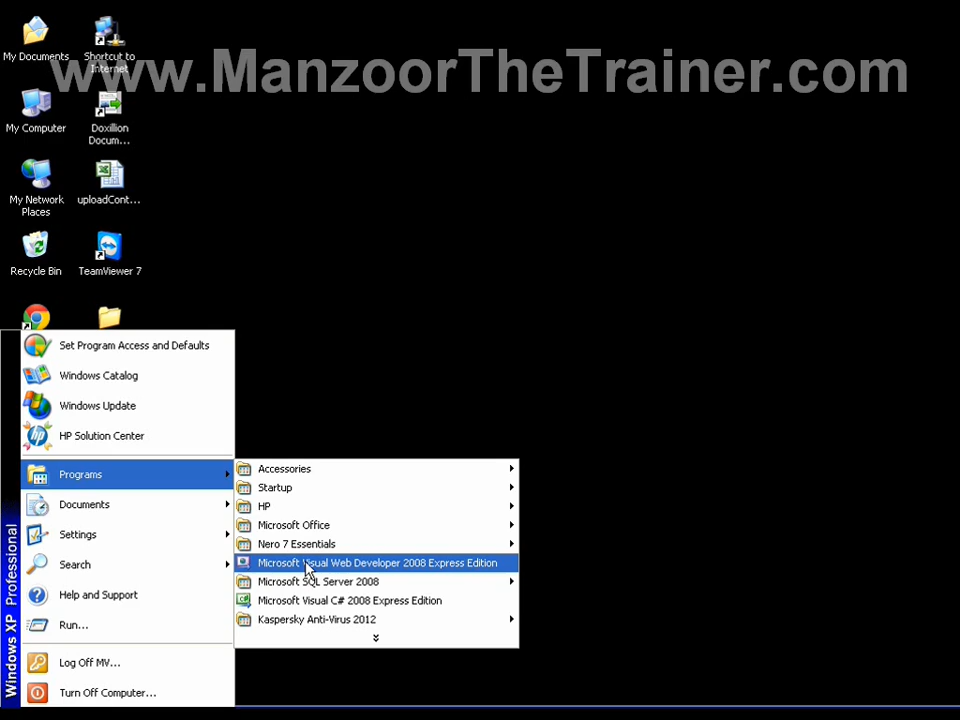 www.ManzoorTheTrainer.com
My Documents
Shortcut to
Internet
My Computer
Doxillion
Docum...
My Network
Places
uploadCont...
Recycle Bin
TeamViewer 7
Set Program Access and Defaults
Windows Catalog
Windows Update
HP Solution Center
Programs
Documents
Settings
Search
Help and Support
Run...
Log Off MV...
Turn Off Computer...
Windows XP Professional
Accessories
Startup
HP
Microsoft Office
Nero 7 Essentials
Microsoft Visual Web Developer 2008 Express Edition
Microsoft SQL Server 2008
Microsoft Visual C# 2008 Express Edition
Kaspersky Anti-Virus 2012